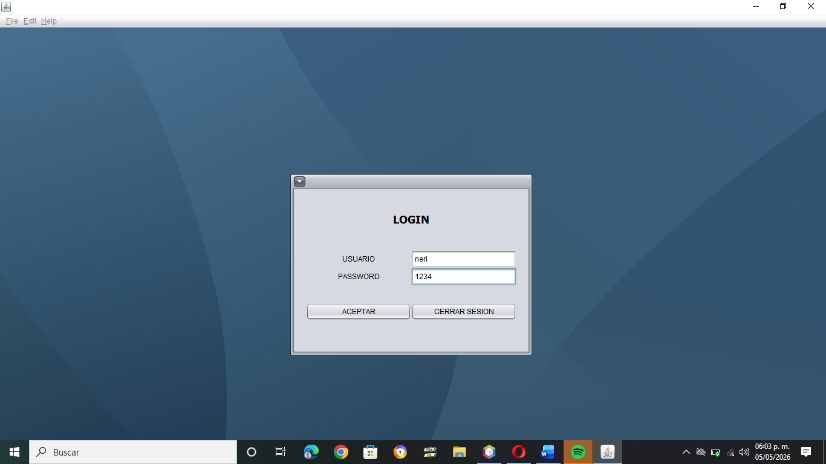 File Edit Help
LOGIN
USUARIO neri
PASSWORD 1234
ACEPTAR CERRAR SESION
Buscar
06:03 p. m.
05/05/2026